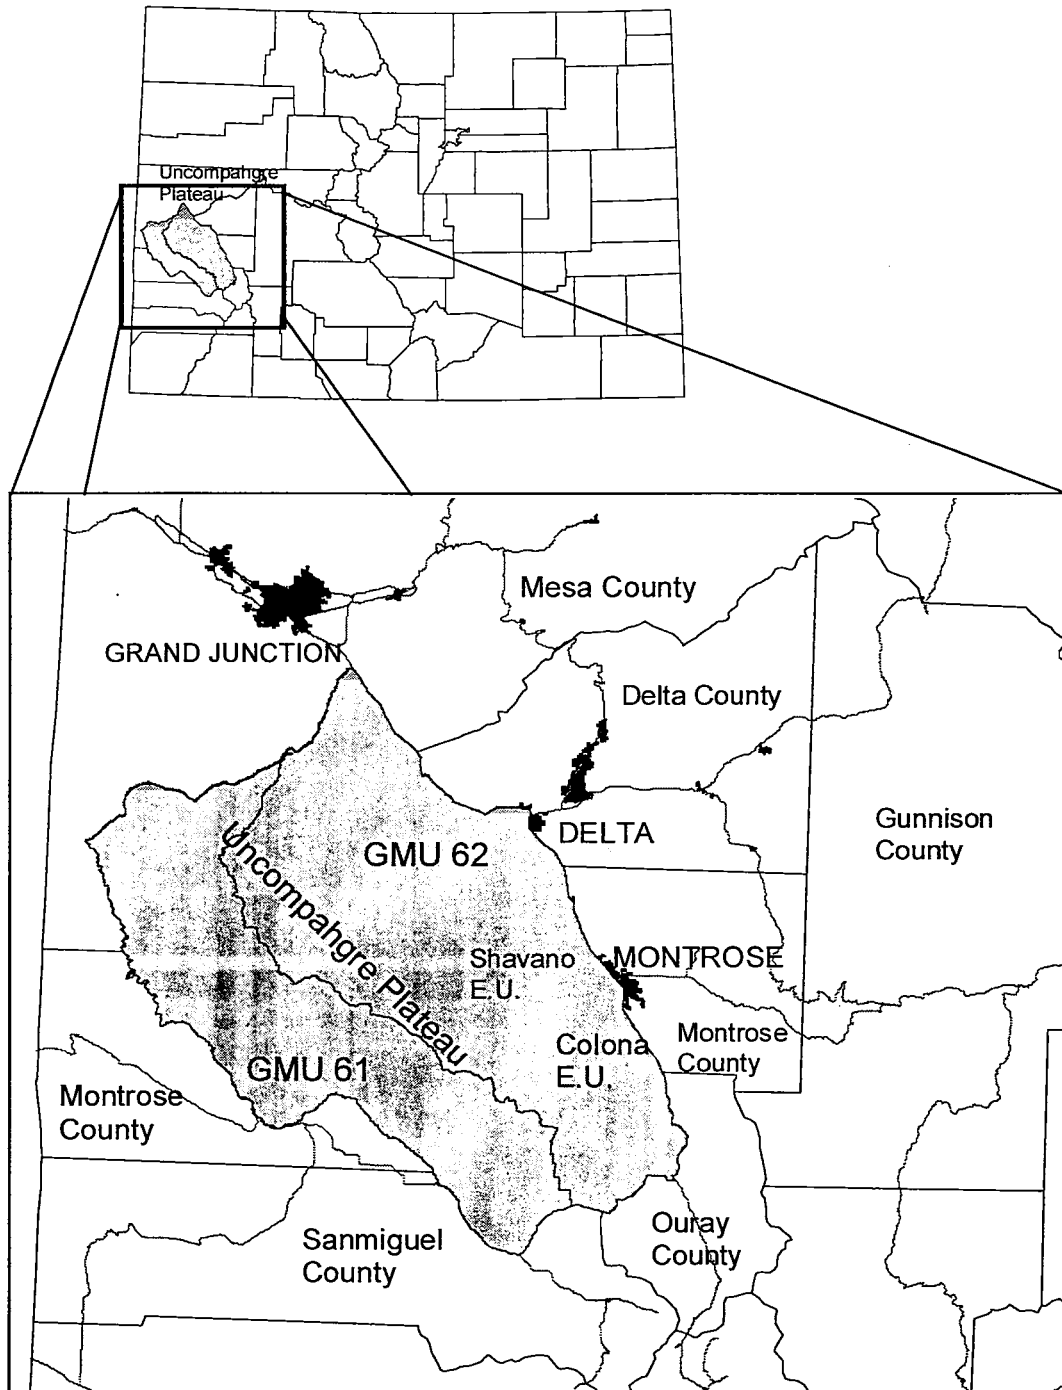 Uncompahgre
Plateau
Mesa County
GRAND JUNCTION
Delta County
DELTA
Gunnison
County
GMU 62
Uncompahgre Plateau
Shavano
E.U.
MONTROSE
Colona
E.U.
Montrose
County
GMU 61
Montrose
County
Sanmiguel
County
Ouray
County